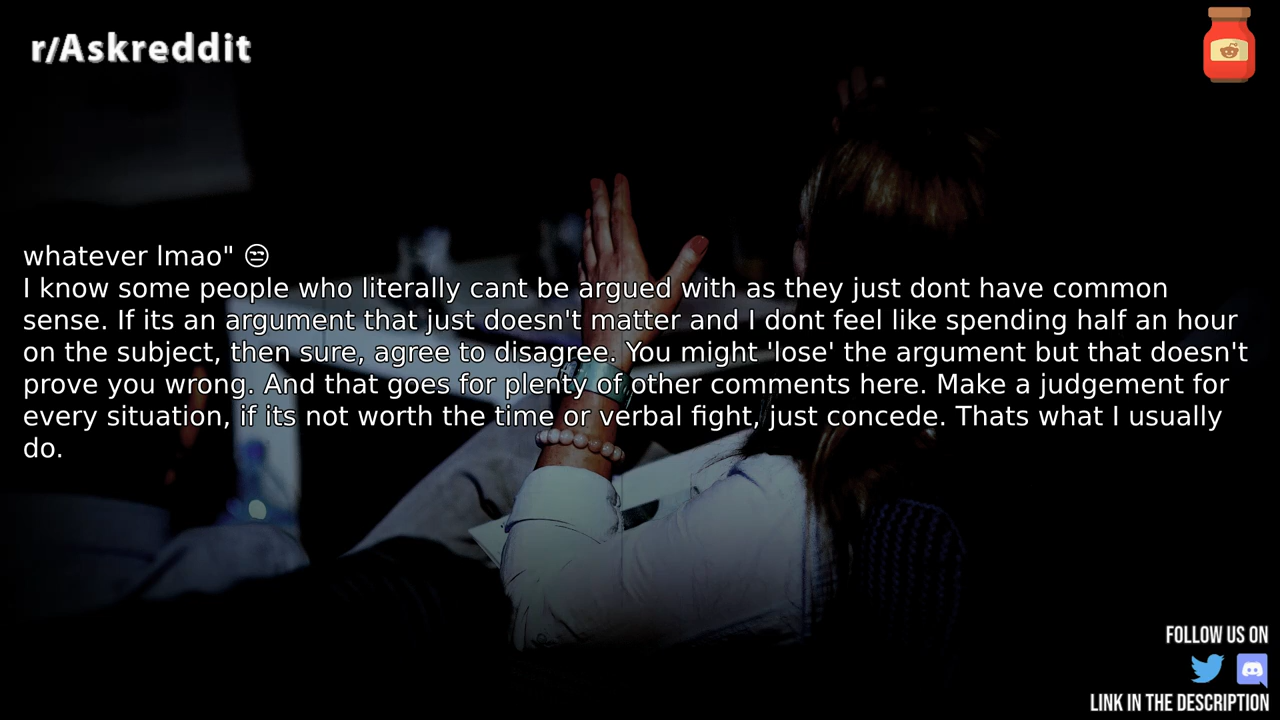 r/Askreddit
whatever lmao" 😒
I know some people who literally cant be argued with as they just dont have common
sense. If its an argument that just doesn't matter and I dont feel like spending half an hour
on the subject, then sure, agree to disagree. You might 'lose' the argument but that doesn't
prove you wrong. And that goes for plenty of other comments here. Make a judgement for
every situation, if its not worth the time or verbal fight, just concede. Thats what I usually
do.
FOLLOW US ON
LINK IN THE DESCRIPTION